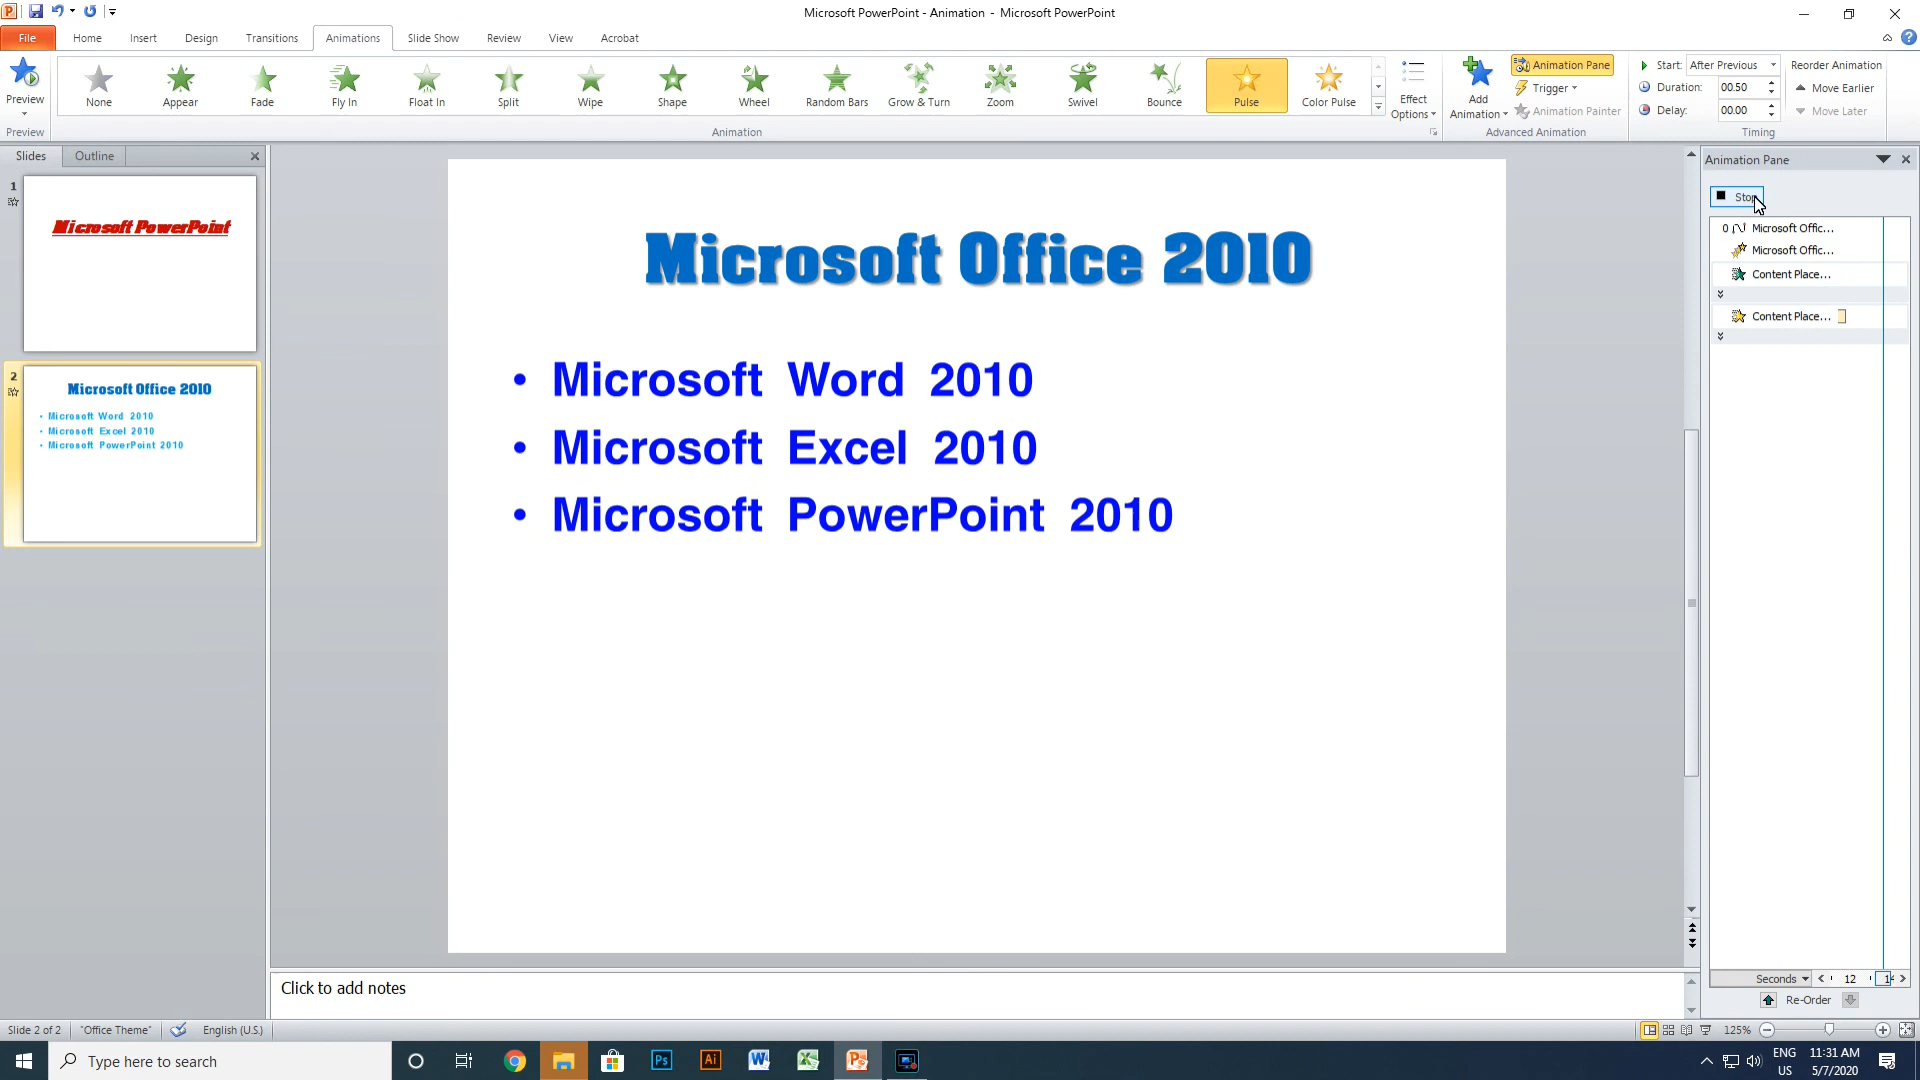 Microsoft PowerPoint - Animation - Microsoft PowerPoint
File Home Insert Design Transitions Animations Slide Show Review View Acrobat
Preview
None Appear Fade Fly In Float In Split Wipe Shape Wheel Random Bars Grow & Turn Zoom Swivel Bounce Pulse Color Pulse
Effect Options
Add Animation
Animation Pane
Trigger
Animation Painter
Start: After Previous
Duration: 00.50
Delay: 00.00
Reorder Animation
Move Earlier
Move Later
Preview Animation Advanced Animation Timing
Slides Outline
1
Microsoft PowerPoint
2
Microsoft Office 2010
• Microsoft Word 2010
• Microsoft Excel 2010
• Microsoft PowerPoint 2010
Microsoft Office 2010
• Microsoft Word 2010
• Microsoft Excel 2010
• Microsoft PowerPoint 2010
Click to add notes
Animation Pane
Stop
0 Microsoft Offic...
Microsoft Offic...
Content Place...
Content Place...
Seconds 12
Re-Order
Slide 2 of 2 "Office Theme" English (U.S.) 125%
Type here to search
Ps Ai
ENG
US
11:31 AM
5/7/2020